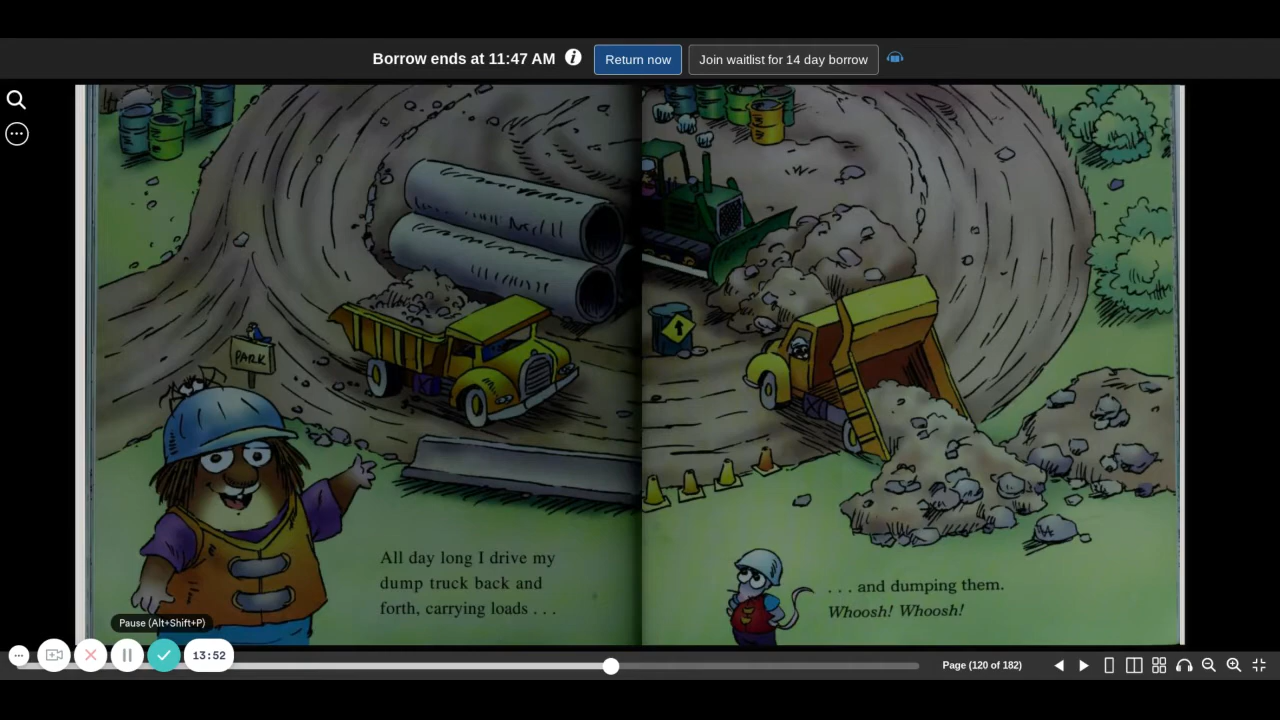 Borrow ends at 11:47 AM
Return now
Join waitlist for 14 day borrow
PARK
All day long I drive my
dump truck back and
forth, carrying loads . . .
. . . and dumping them.
Whoosh! Whoosh!
Pause (Alt+Shift+P)
13:52
Page (120 of 182)